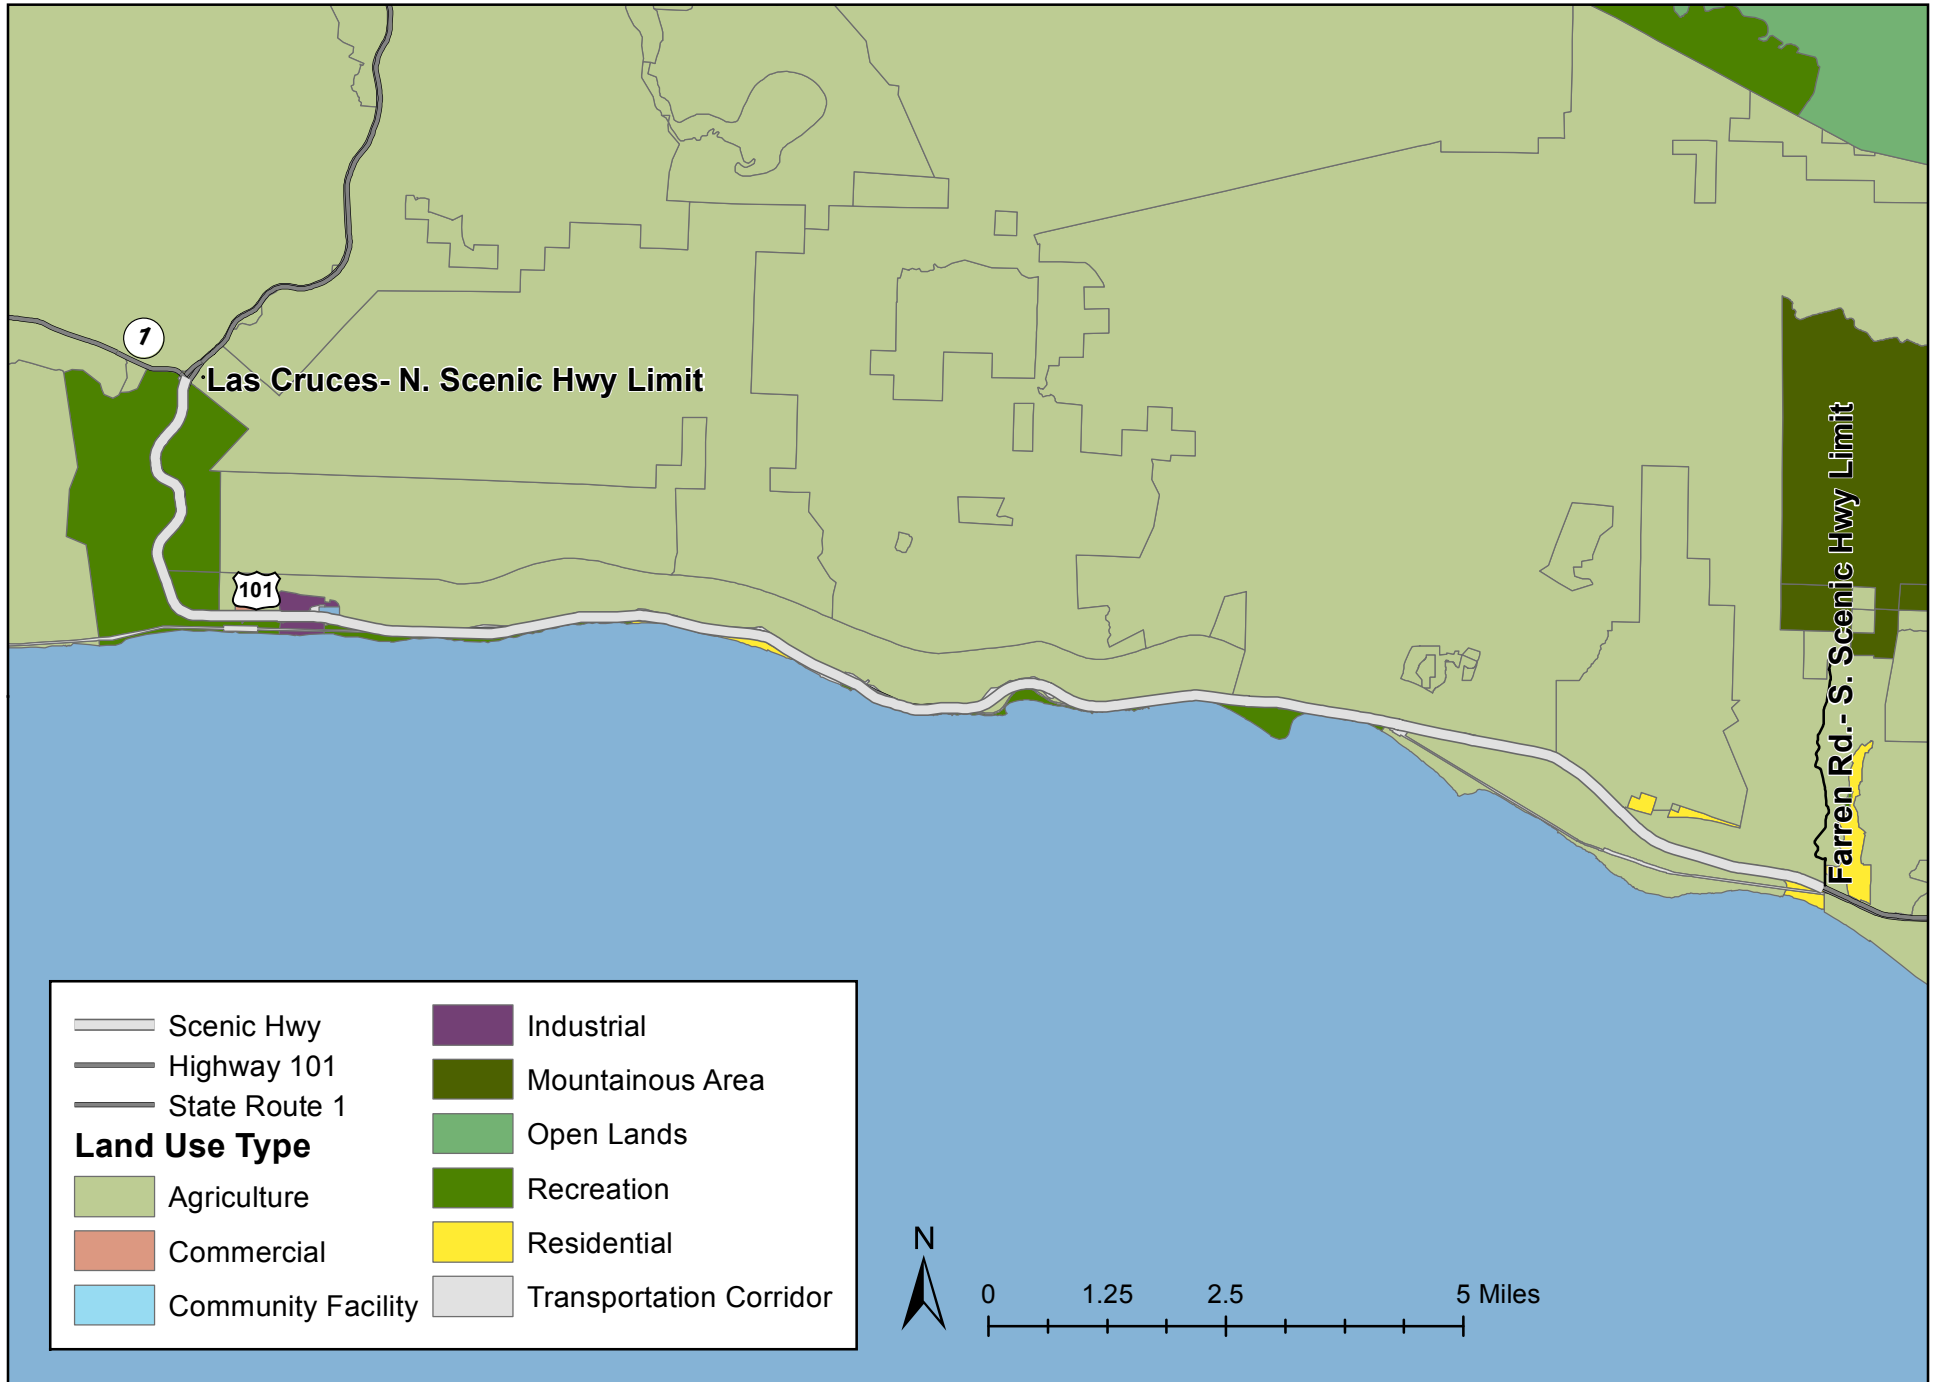 1
Las Cruces- N. Scenic Hwy Limit
101
Farren Rd.- S. Scenic Hwy Limit
Scenic Hwy
Highway 101
State Route 1
Land Use Type
Agriculture
Commercial
Community Facility
Industrial
Mountainous Area
Open Lands
Recreation
Residential
Transportation Corridor
N
0 1.25 2.5 5 Miles